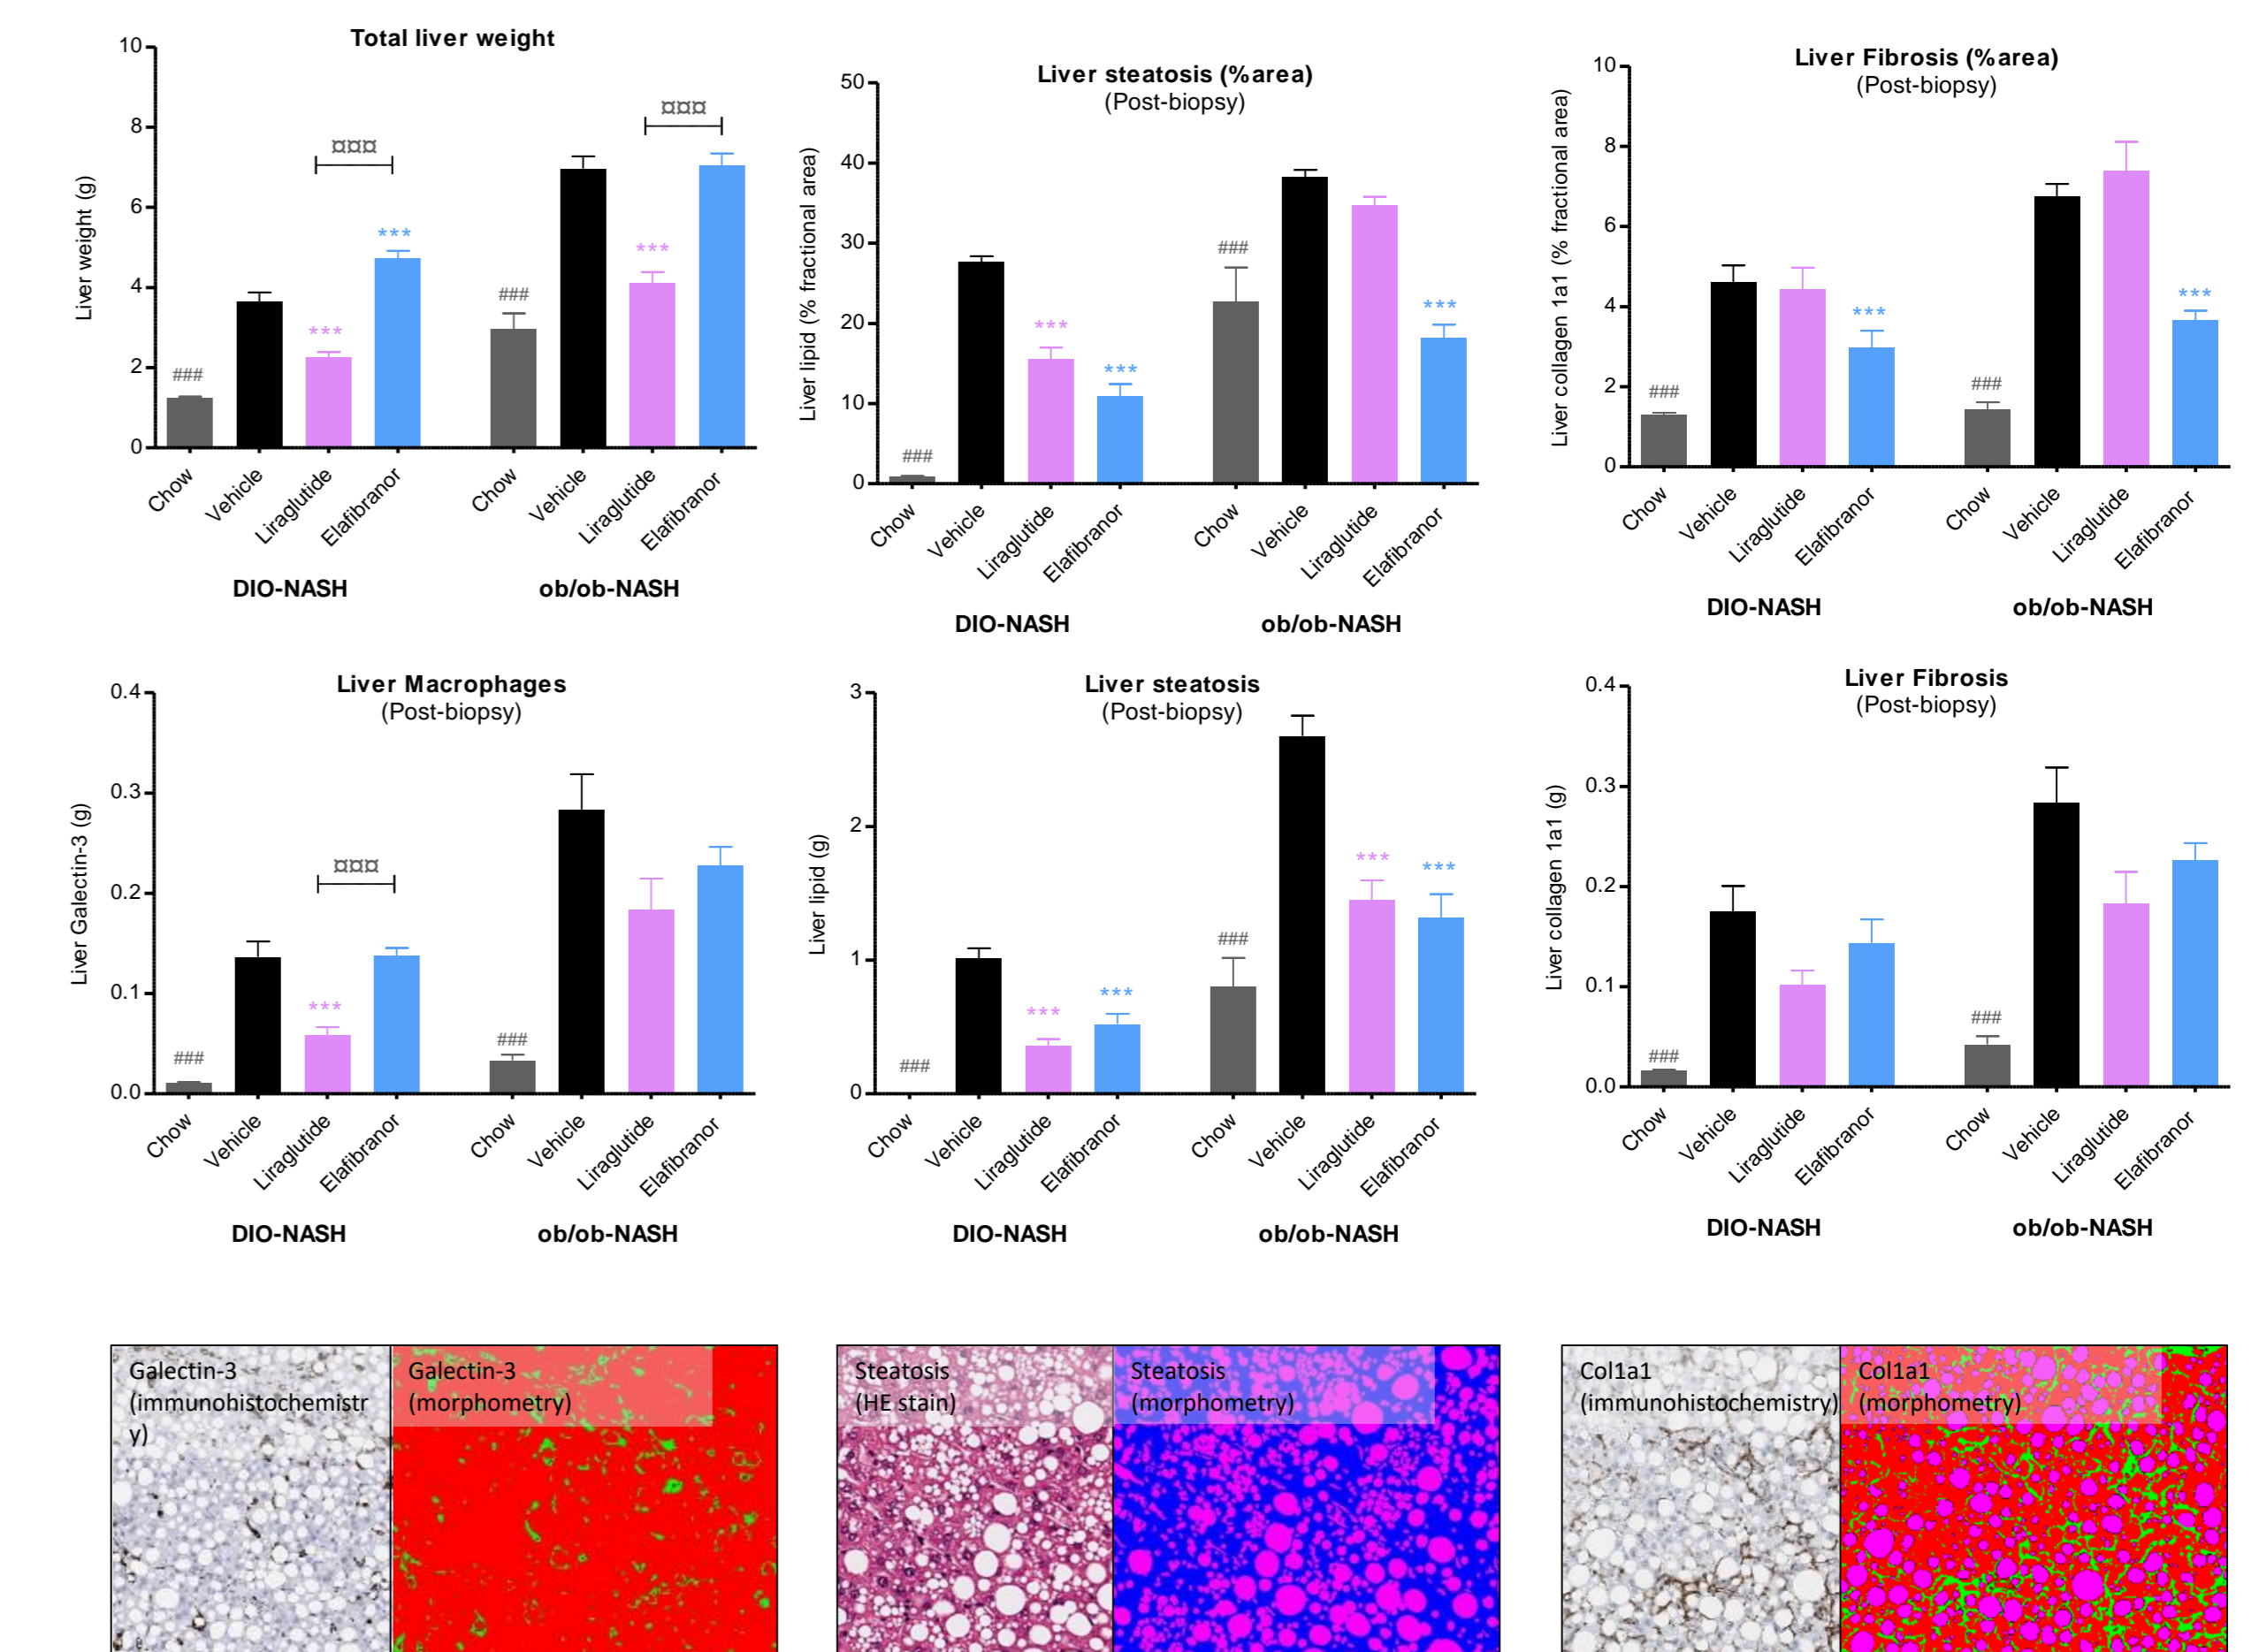 Total liver weight
Liver weight (g)
10
8
6
4
2
0
###
***
***
¤¤¤
###
***
¤¤¤
Chow
Vehicle
Liraglutide
Elafibranor
Chow
Vehicle
Liraglutide
Elafibranor
DIO-NASH
ob/ob-NASH
Liver steatosis (%area)
(Post-biopsy)
Liver lipid (% fractional area)
50
40
30
20
10
0
###
***
***
###
***
Chow
Vehicle
Liraglutide
Elafibranor
Chow
Vehicle
Liraglutide
Elafibranor
DIO-NASH
ob/ob-NASH
Liver Fibrosis (%area)
(Post-biopsy)
Liver collagen 1a1 (% fractional area)
10
8
6
4
2
0
###
***
###
***
Chow
Vehicle
Liraglutide
Elafibranor
Chow
Vehicle
Liraglutide
Elafibranor
DIO-NASH
ob/ob-NASH
Liver Macrophages
(Post-biopsy)
Liver Galectin-3 (g)
0.4
0.3
0.2
0.1
0.0
###
***
¤¤¤
###
Chow
Vehicle
Liraglutide
Elafibranor
Chow
Vehicle
Liraglutide
Elafibranor
DIO-NASH
ob/ob-NASH
Liver steatosis
(Post-biopsy)
Liver lipid (g)
3
2
1
0
###
***
***
###
***
***
Chow
Vehicle
Liraglutide
Elafibranor
Chow
Vehicle
Liraglutide
Elafibranor
DIO-NASH
ob/ob-NASH
Liver Fibrosis
(Post-biopsy)
Liver collagen 1a1 (g)
0.4
0.3
0.2
0.1
0.0
###
###
Chow
Vehicle
Liraglutide
Elafibranor
Chow
Vehicle
Liraglutide
Elafibranor
DIO-NASH
ob/ob-NASH
Galectin-3
(immunohistochemistr
y)
Galectin-3
(morphometry)
Steatosis
(HE stain)
Steatosis
(morphometry)
Col1a1
(immunohistochemistry)
Col1a1
(morphometry)